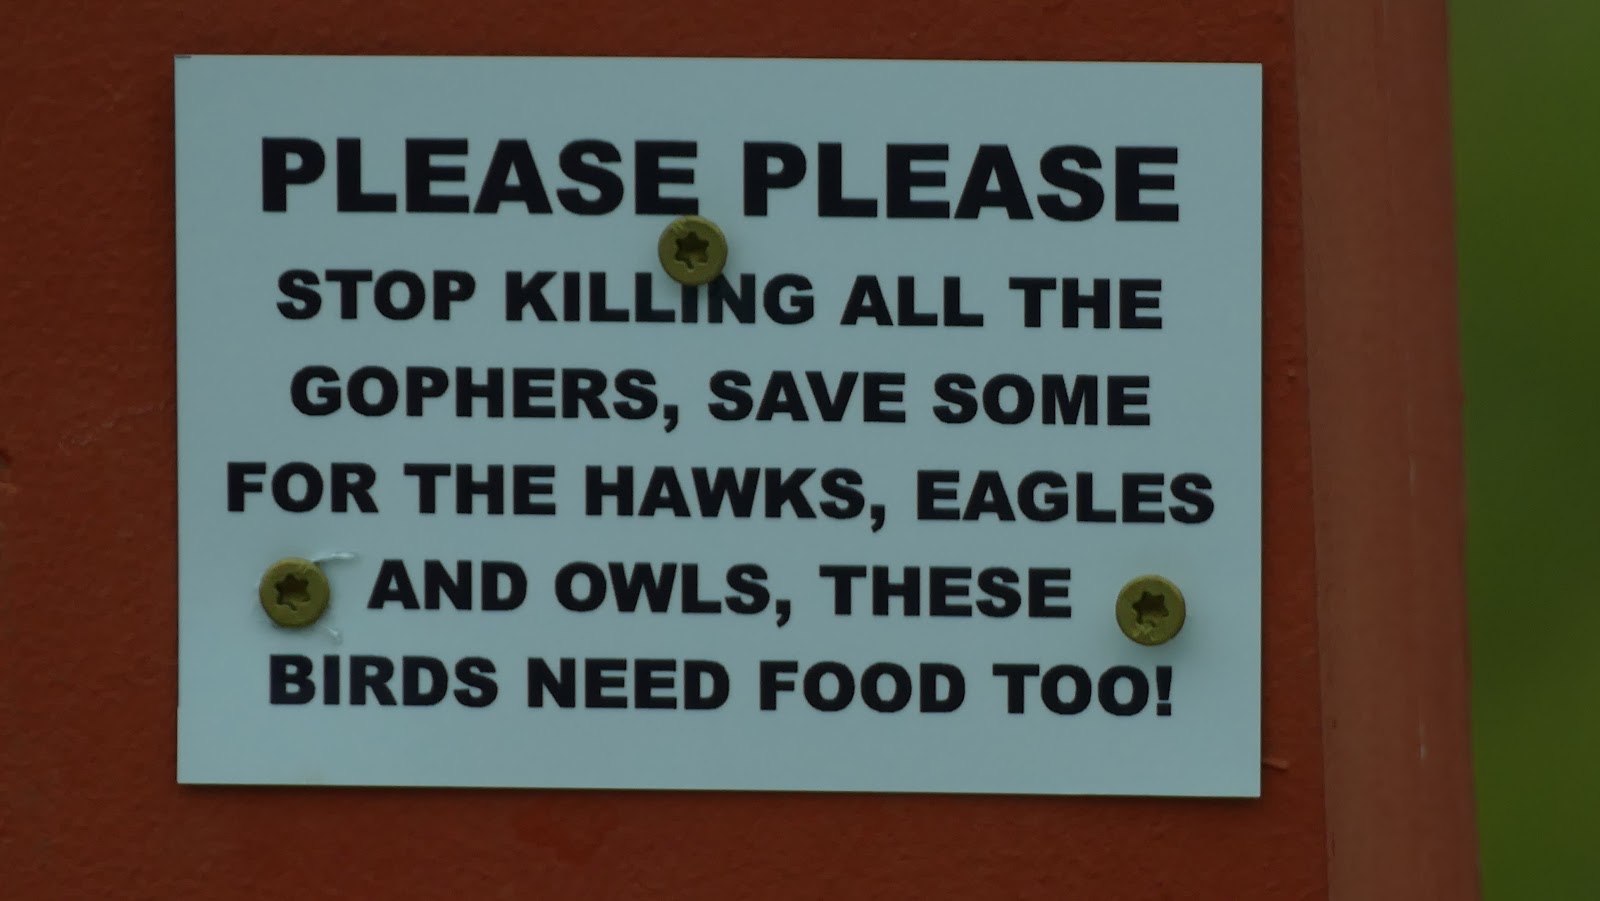 PLEASE PLEASE
STOP KILLING ALL THE
GOPHERS, SAVE SOME
FOR THE HAWKS, EAGLES
AND OWLS, THESE
BIRDS NEED FOOD TOO!